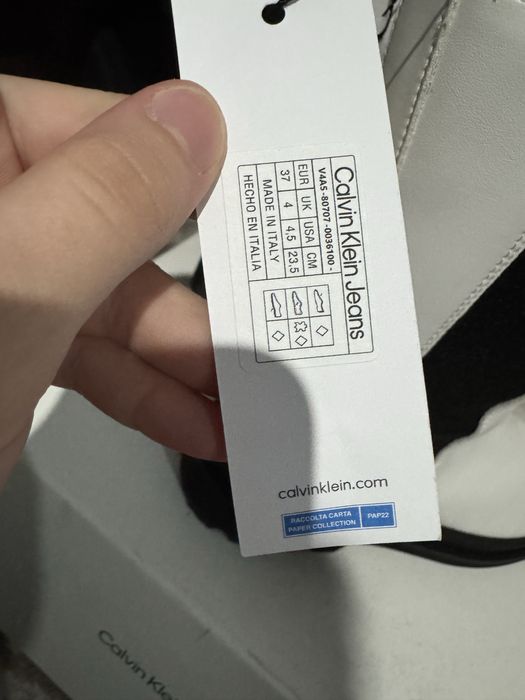 Calvin Klein Jeans
V4A5-80707-0036100-
EUR UK USA CM
37 4 4,5 23,5
MADE IN ITALY
HECHO EN ITALIA
calvinklein.com
RACCOLTA CARTA
PAPER COLLECTION
PAP22
Calvin Kle